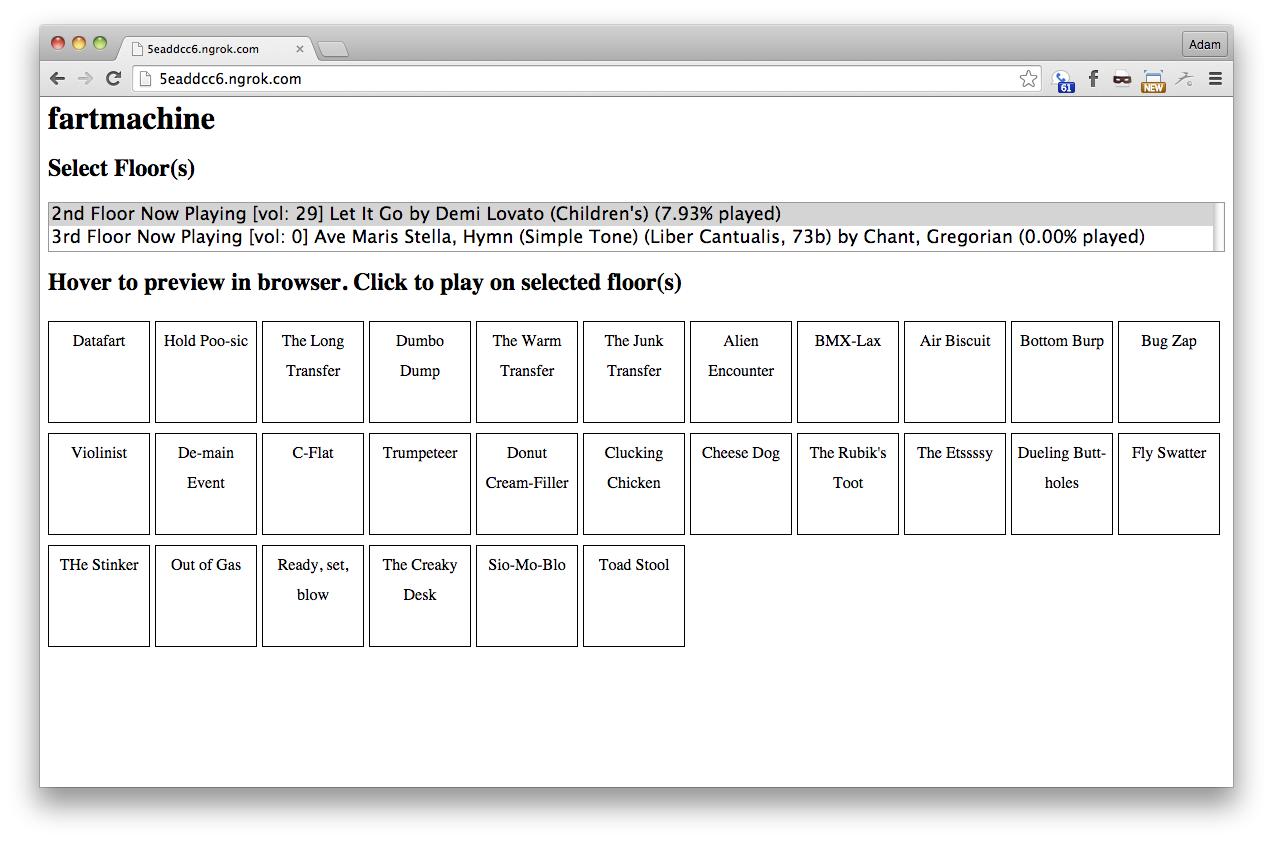 5eaddcc6.ngrok.com
Adam
5eaddcc6.ngrok.com
61
NEW
fartmachine
Select Floor(s)
2nd Floor Now Playing [vol: 29] Let It Go by Demi Lovato (Children's) (7.93% played)
3rd Floor Now Playing [vol: 0] Ave Maris Stella, Hymn (Simple Tone) (Liber Cantualis, 73b) by Chant, Gregorian (0.00% played)
Hover to preview in browser. Click to play on selected floor(s)
Datafart
Hold Poo-sic
The Long
Transfer
Dumbo
Dump
The Warm
Transfer
The Junk
Transfer
Alien
Encounter
BMX-Lax
Air Biscuit
Bottom Burp
Bug Zap
Violinist
De-main
Event
C-Flat
Trumpeteer
Donut
Cream-Filler
Clucking
Chicken
Cheese Dog
The Rubik's
Toot
The Etssssy
Dueling Butt-
holes
Fly Swatter
THe Stinker
Out of Gas
Ready, set,
blow
The Creaky
Desk
Sio-Mo-Blo
Toad Stool